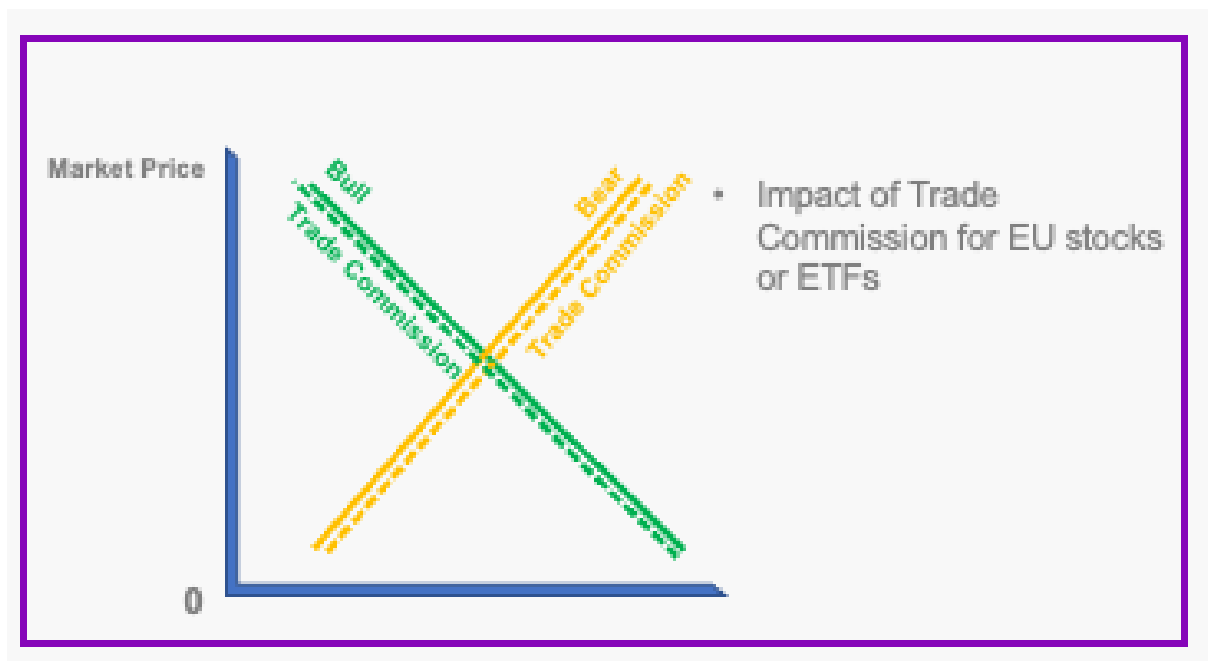 Market Price
Bull
Trade Commission
Bear
Trade Commission
• Impact of Trade
Commission for EU stocks
or ETFs
0